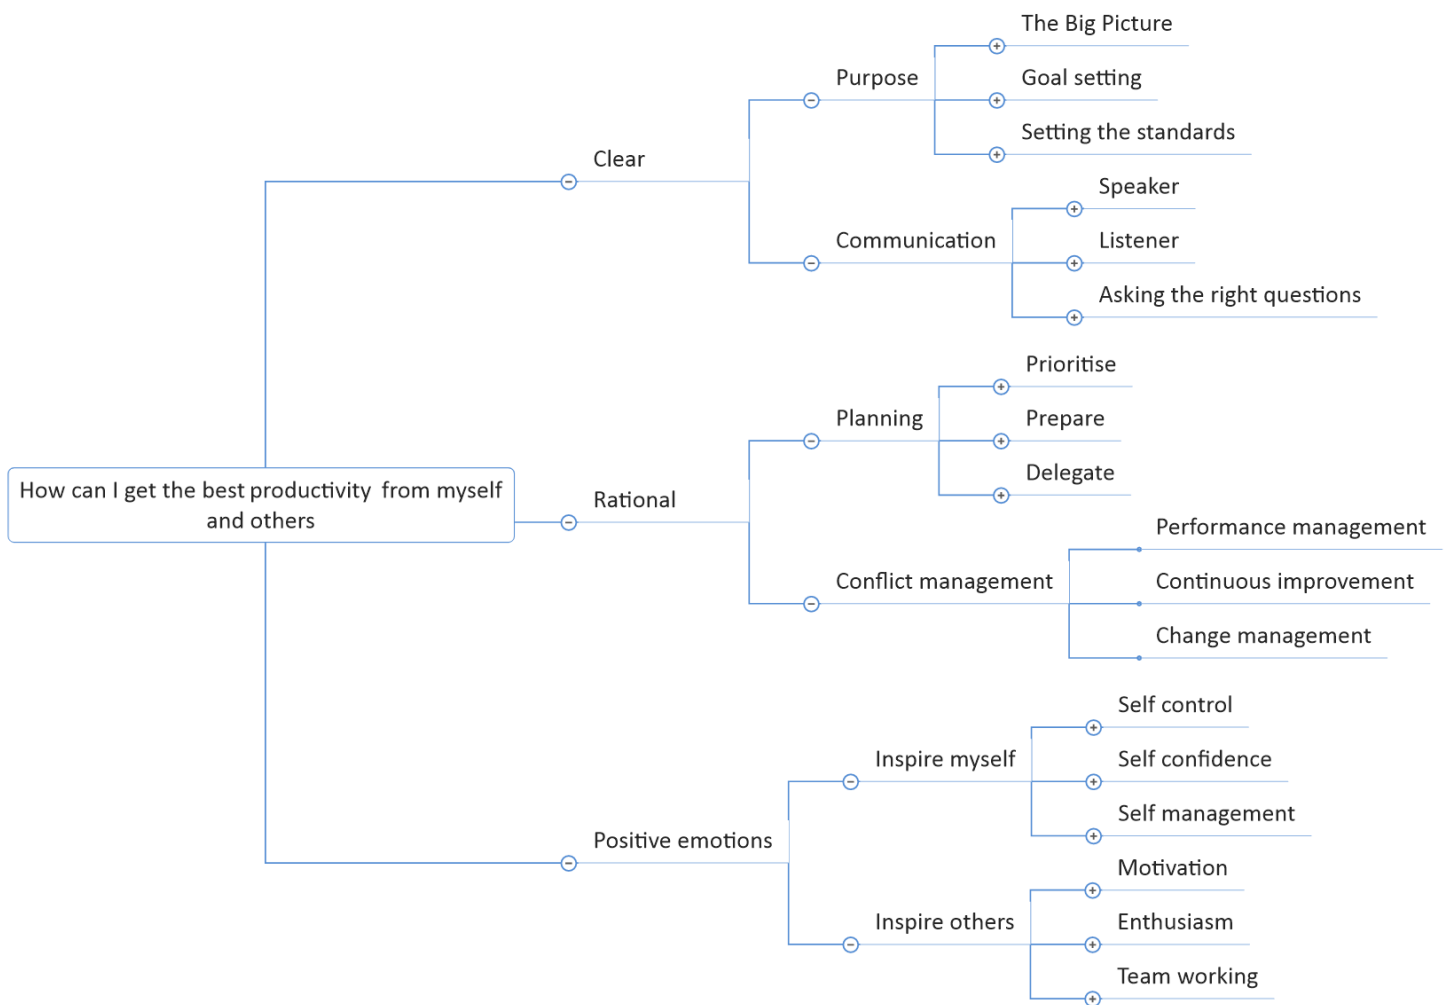 The Big Picture
Purpose
Goal setting
Setting the standards
Clear
Speaker
Communication
Listener
Asking the right questions
Prioritise
Planning
Prepare
Delegate
How can I get the best productivity  from myself
and others
Rational
Performance management
Conflict management
Continuous improvement
Change management
Self control
Inspire myself
Self confidence
Self management
Positive emotions
Motivation
Inspire others
Enthusiasm
Team working